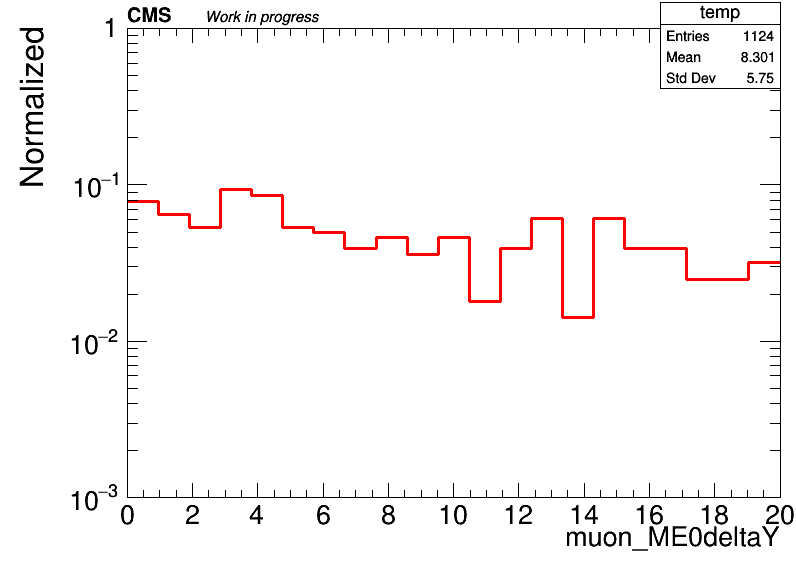 CMS Work in progress
temp
Entries 1124
Mean 8.301
Std Dev 5.75
Normalized
1
10−1
10−2
10−3
0 2 4 6 8 10 12 14 16 18 20
muon_ME0deltaY